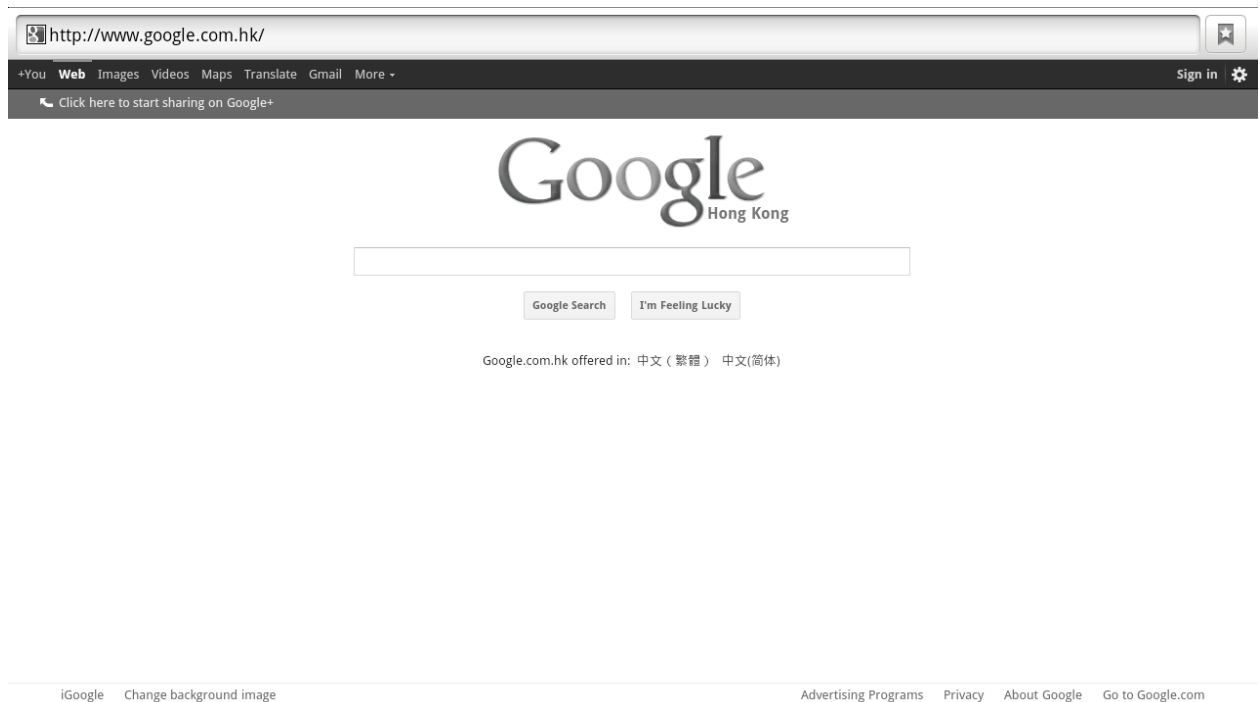 http://www.google.com.hk/
+You Web Images Videos Maps Translate Gmail More Sign in
Click here to start sharing on Google+
Google
Hong Kong
Google Search I'm Feeling Lucky
Google.com.hk offered in: 中文（繁體） 中文(简体)
iGoogle Change background image Advertising Programs Privacy About Google Go to Google.com